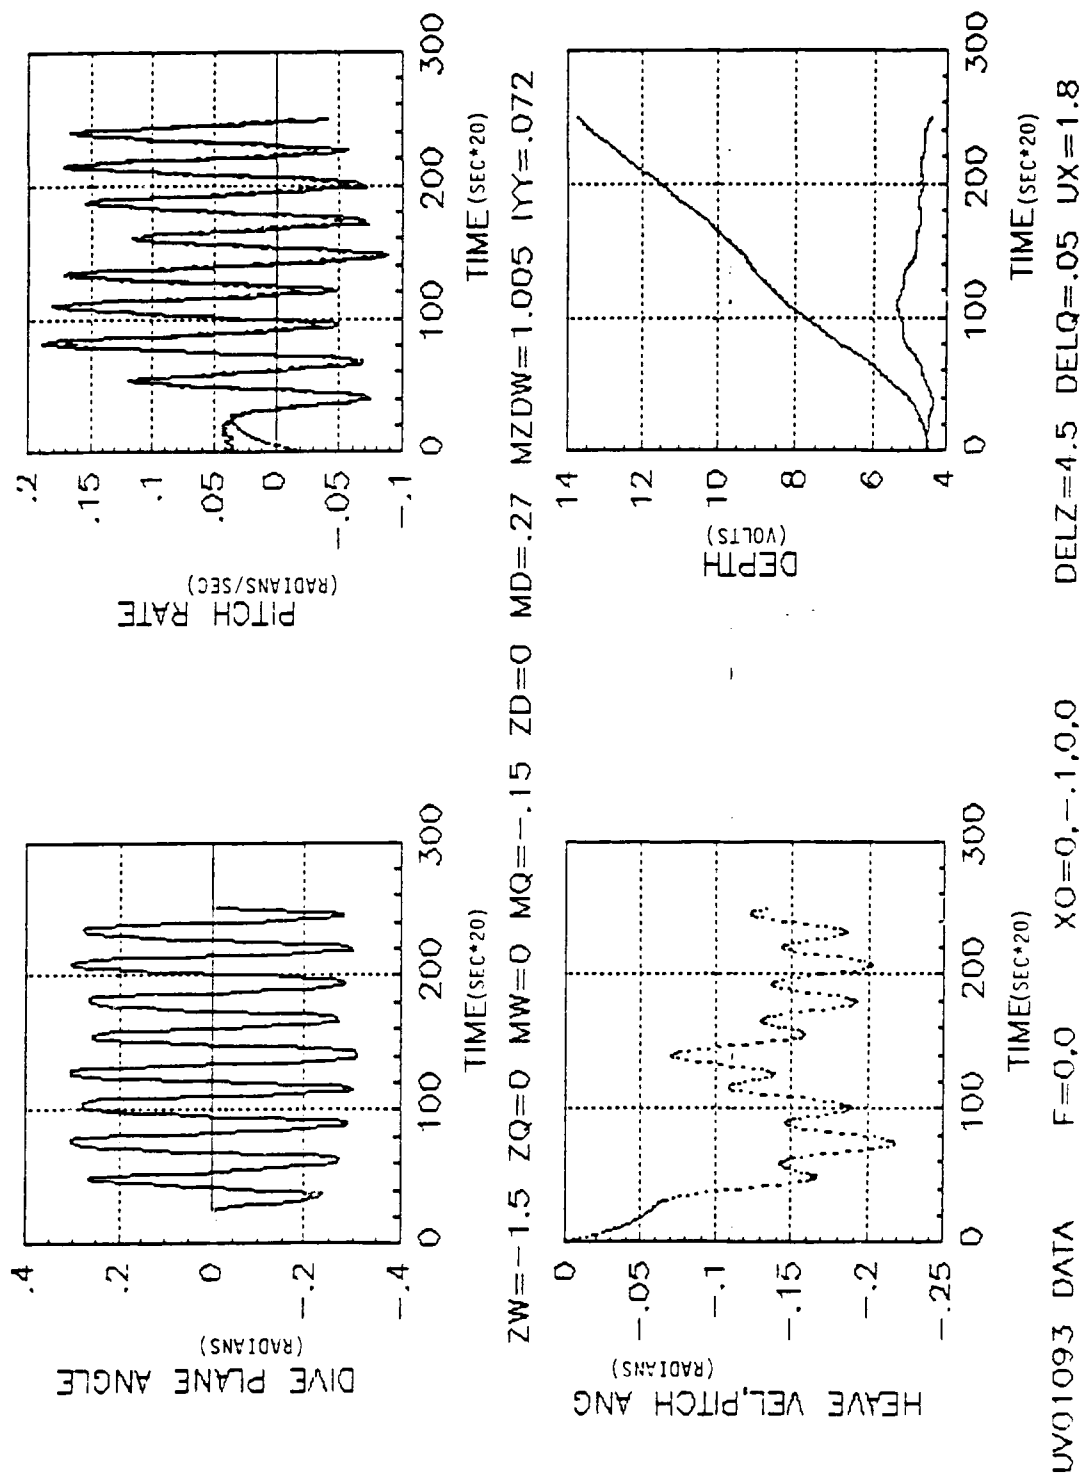 DIVE PLANE ANGLE
(RADIANS)
.4
.2
0
-.2
-.4
0
100
200
300
TIME(SEC*20)
PITCH RATE
(RADIANS/SEC)
.2
.15
.1
.05
0
-.05
-.1
0
100
200
300
TIME(SEC*20)
ZW=-1.5 ZQ=0 MW=0 MQ=-.15 ZD=0 MD=.27 MZDW=1.005 IYY=.072
HEAVE VEL,PITCH ANG
(RADIANS)
0
-.05
-.1
-.15
-.2
-.25
0
100
200
300
TIME(SEC*20)
DEPTH
(VOLTS)
14
12
10
8
6
4
0
100
200
300
TIME(SEC*20)
UV01093 DATA F=0,0 XO=0,-.1,0,0 DELZ=4.5 DELQ=.05 UX=1.8